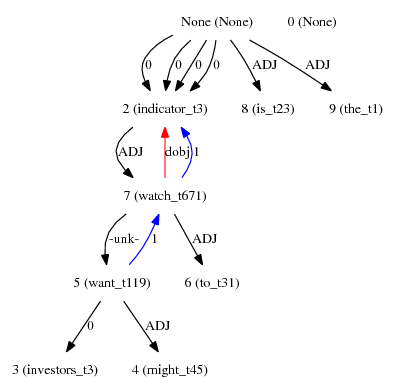 None (None) 0 (None)
0 0 0 0 ADJ ADJ
2 (indicator_t3) 8 (is_t23) 9 (the_t1)
ADJ dobj 1
7 (watch_t671)
-unk- 1 ADJ
5 (want_t119) 6 (to_t31)
0 ADJ
3 (investors_t3) 4 (might_t45)